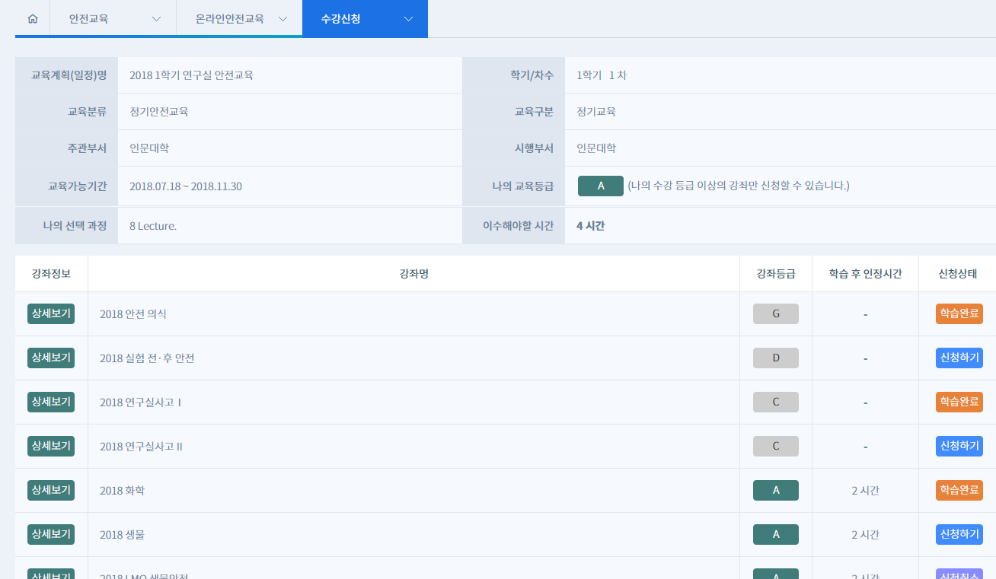 안전교육 온라인안전교육 수강신청
교육계획(일정)명 2018 1학기 연구실 안전교육 학기/차수 1학기 1 차
교육분류 정기안전교육 교육구분 정기교육
주관부서 인문대학 시행부서 인문대학
교육가능기간 2018.07.18 ~ 2018.11.30 나의 교육등급 A (나의 수강 등급 이상의 강좌만 신청할 수 있습니다.)
나의 선택 과정 8 Lecture. 이수해야할 시간 4 시간
강좌정보 강좌명 강좌등급 학습 후 인정시간 신청상태
상세보기 2018 안전 의식 G - 학습완료
상세보기 2018 실험 전·후 안전 D - 신청하기
상세보기 2018 연구실사고 Ⅰ C - 학습완료
상세보기 2018 연구실사고 II C - 신청하기
상세보기 2018 화학 A 2 시간 학습완료
상세보기 2018 생물 A 2 시간 신청하기
상세보기 2018 LMO 생물안전 A 2 시간 신청취소